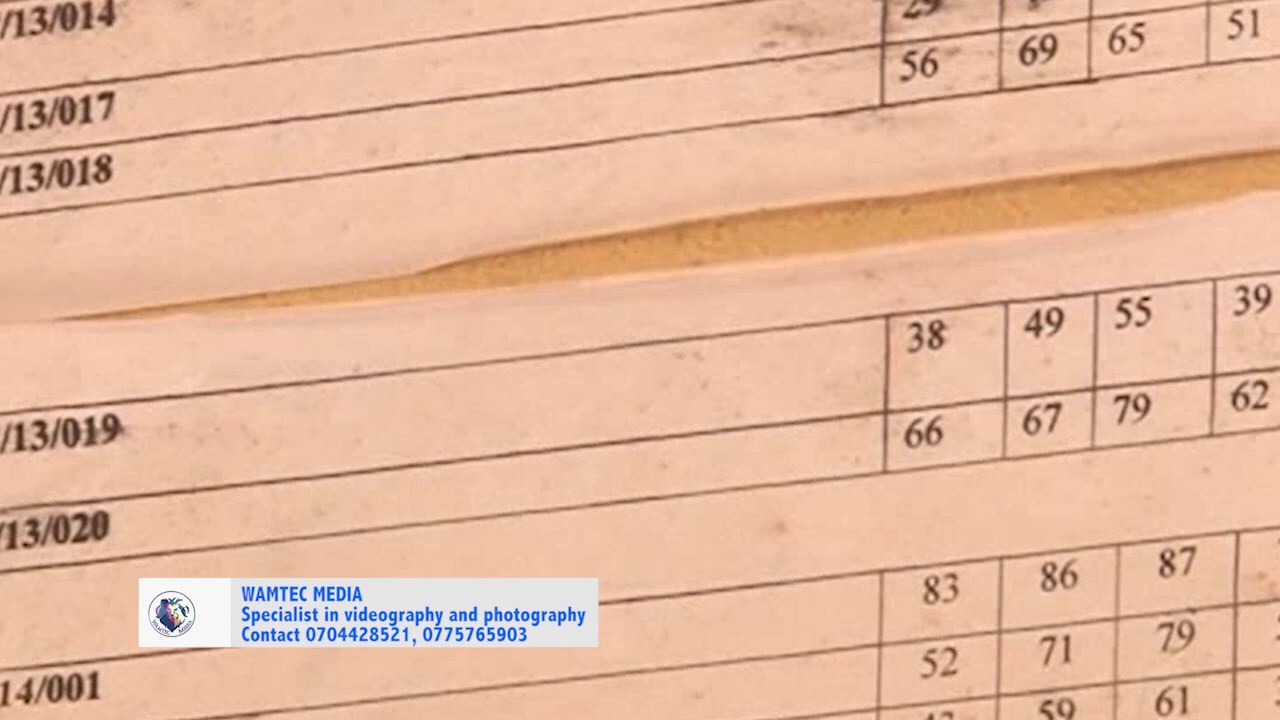 /13/014
29
56 69 65 51
/13/017
/13/018
38 49 55 39
/13/019
66 67 79 62
/13/020
83 86 87
52 71 79
14/001
59 61
WAMTEC MEDIA
Specialist in videography and photography
Contact 0704428521, 0775765903